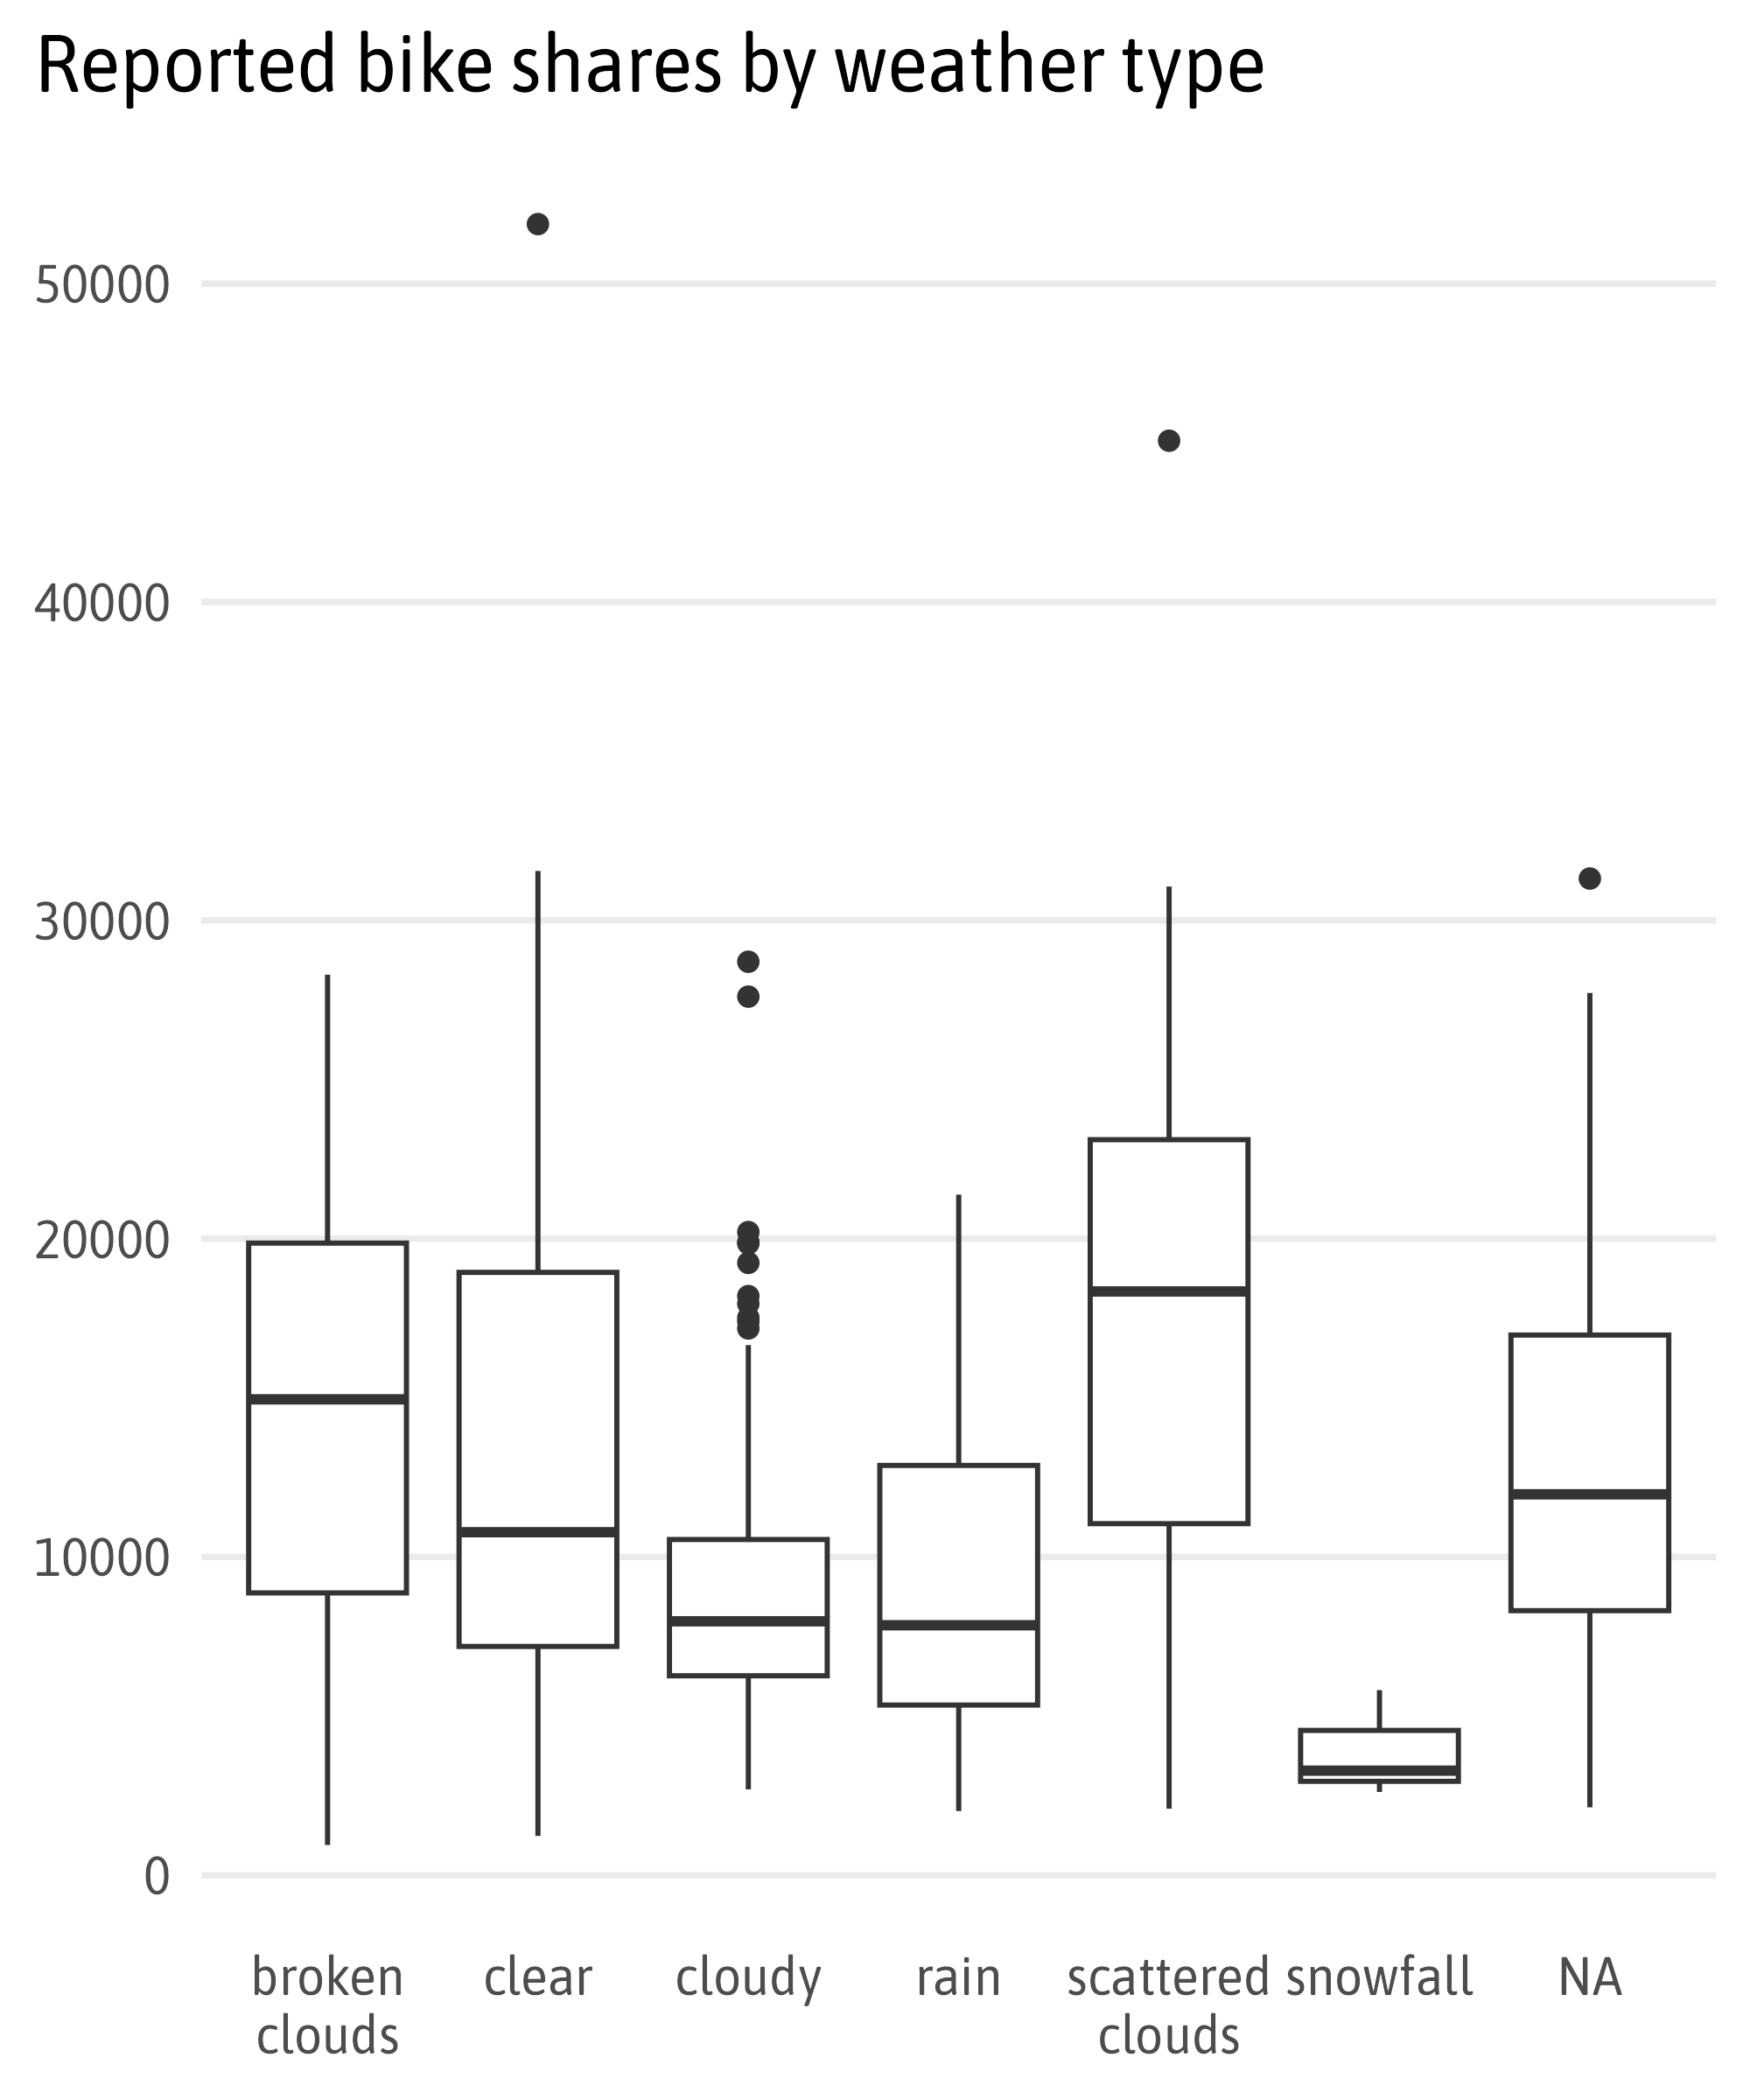 Reported bike shares by weather type
50000
40000
30000
20000
10000
0
broken clouds
clear
cloudy
rain
scattered clouds
snowfall
NA